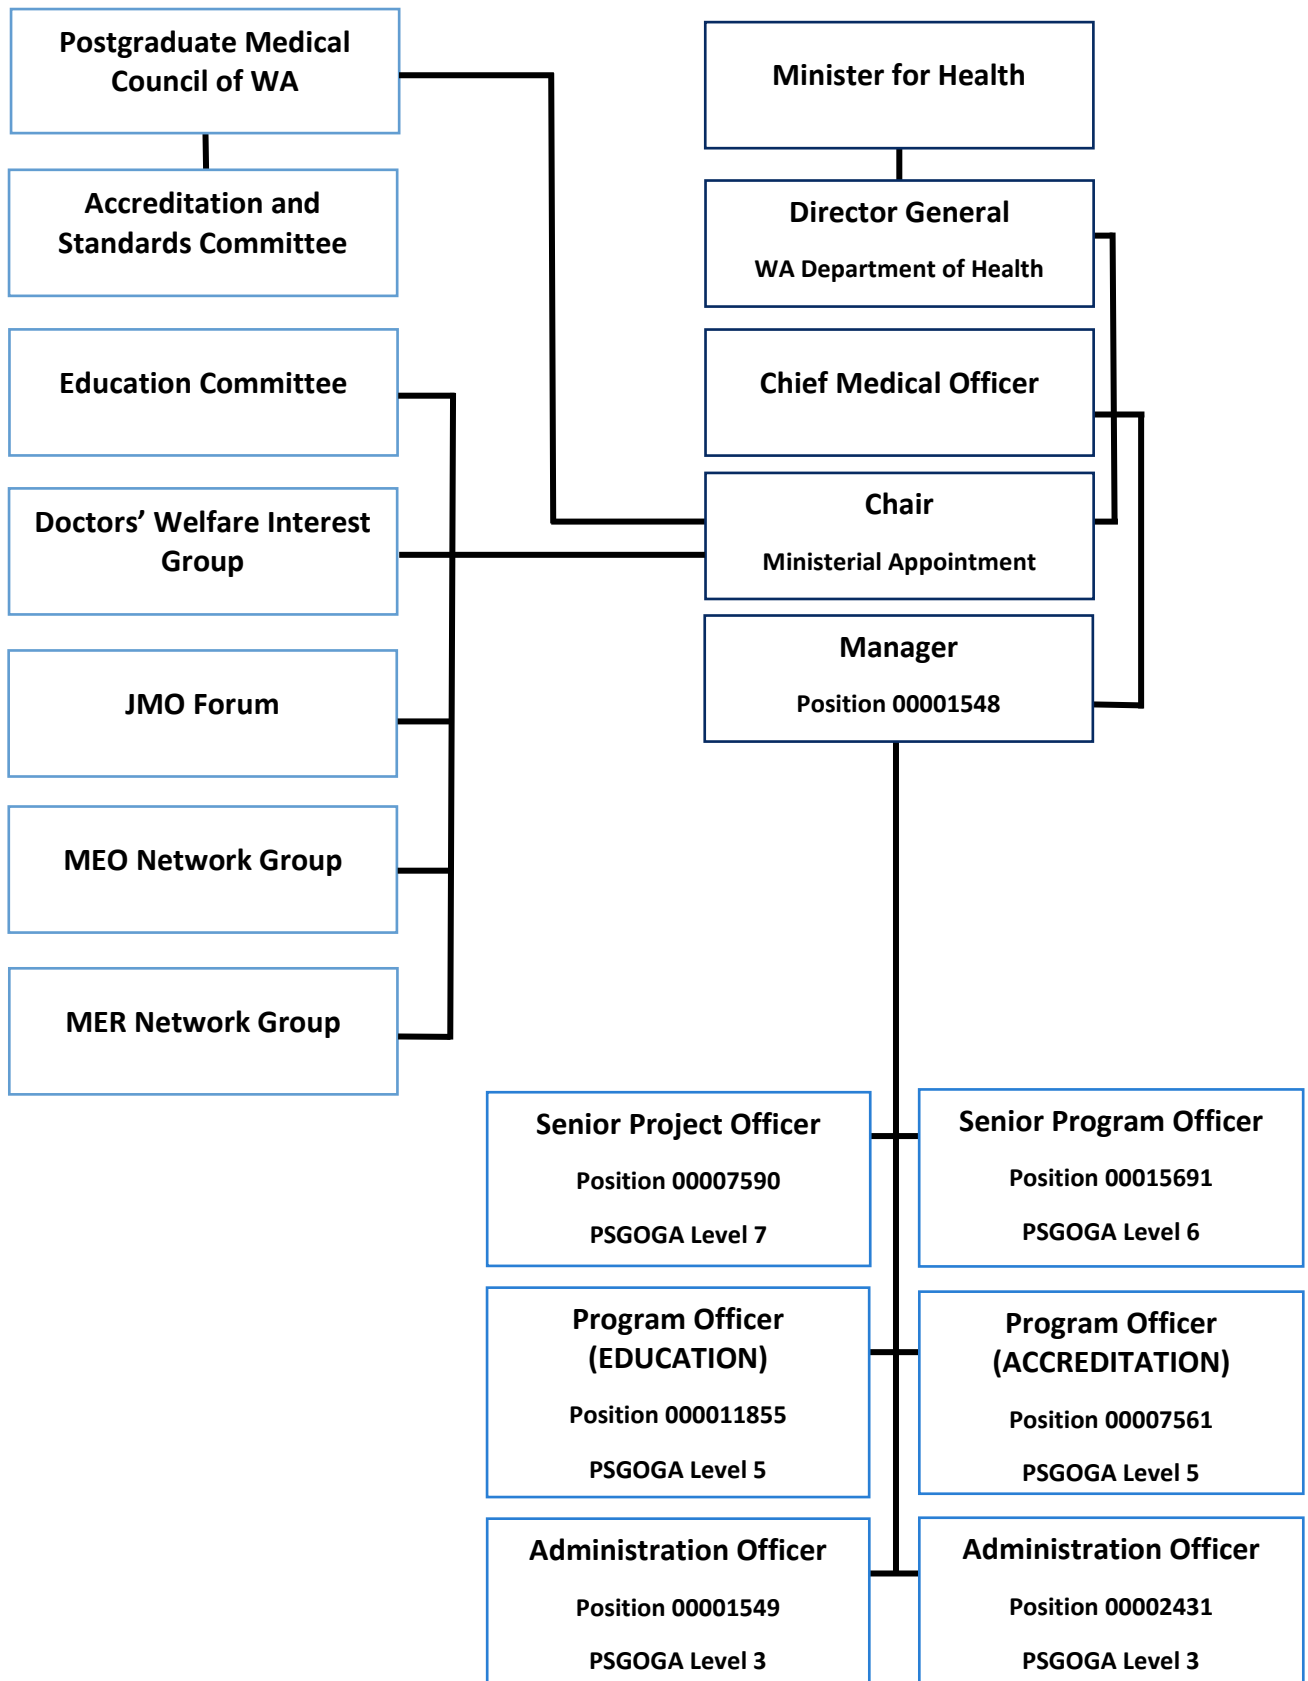 Postgraduate Medical
Council of WA
Accreditation and
Standards Committee
Education Committee
Doctors’ Welfare Interest
Group
JMO Forum
MEO Network Group
MER Network Group
Minister for Health
Director General
WA Department of Health
Chief Medical Officer
Chair
Ministerial Appointment
Manager
Position 00001548
Senior Project Officer
Position 00007590
PSGOGA Level 7
Senior Program Officer
Position 00015691
PSGOGA Level 6
Program Officer
(EDUCATION)
Position 000011855
PSGOGA Level 5
Program Officer
(ACCREDITATION)
Position 00007561
PSGOGA Level 5
Administration Officer
Position 00001549
PSGOGA Level 3
Administration Officer
Position 00002431
PSGOGA Level 3